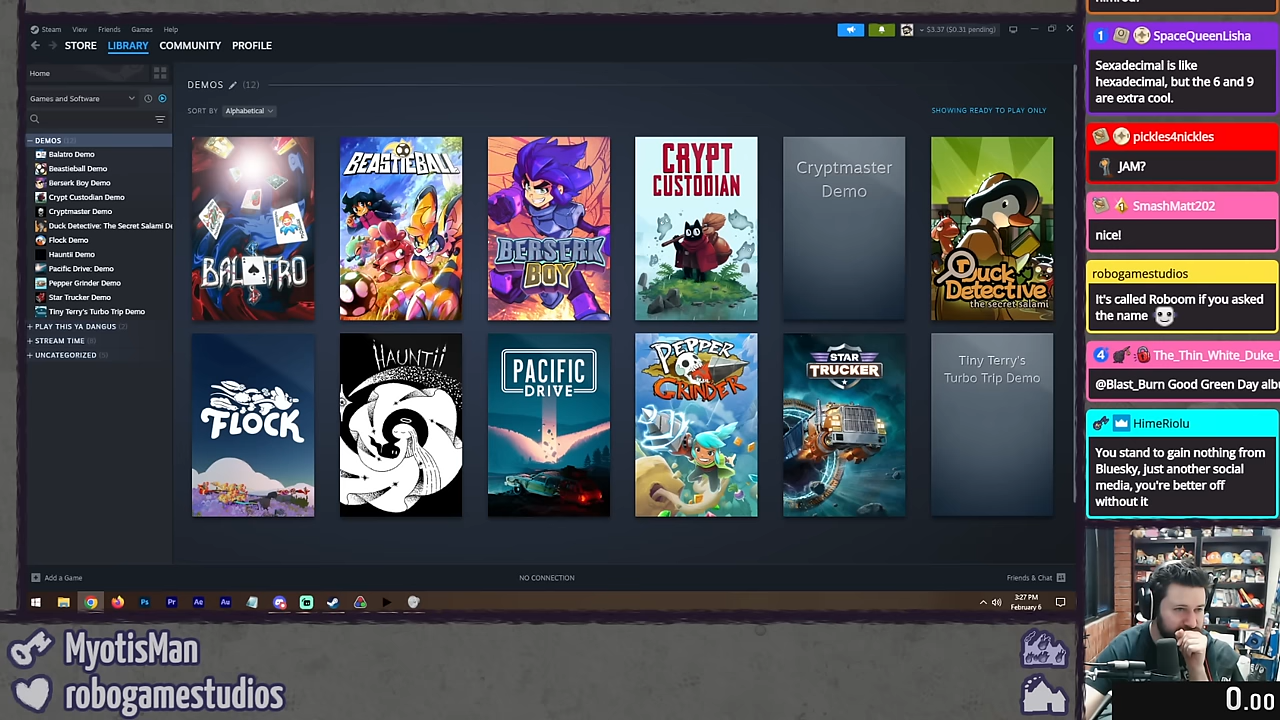 Steam View Friends Games Help
$3.37 ($0.31 pending)
STORE LIBRARY COMMUNITY PROFILE
Home
Games and Software
DEMOS (12)
Balatro Demo
Beastieball Demo
Berserk Boy Demo
Crypt Custodian Demo
Cryptmaster Demo
Duck Detective: The Secret Salami De
Flock Demo
Hauntii Demo
Pacific Drive: Demo
Pepper Grinder Demo
Star Trucker Demo
Tiny Terry's Turbo Trip Demo
PLAY THIS YA DANGUS
STREAM TIME
UNCATEGORIZED
DEMOS (12)
SORT BY Alphabetical
SHOWING READY TO PLAY ONLY
BALATRO
BEASTIEBALL
BERSERK
BOY
CRYPT
CUSTODIAN
Cryptmaster
Demo
Duck
Detective
the secret salami
FLOCK
HAUNTII
PACIFIC
DRIVE
PEPPER
GRINDER
STAR
TRUCKER
Tiny Terry's
Turbo Trip Demo
Add a Game
NO CONNECTION
Friends & Chat
3:27 PM
February 6
MyotisMan
robogamestudios
1 SpaceQueenLisha
Sexadecimal is like
hexadecimal, but the 6 and 9
are extra cool.
pickles4nickles
JAM?
SmashMatt202
nice!
robogamestudios
It's called Roboom if you asked
the name
4 The_Thin_White_Duke_
@Blast_Burn Good Green Day albu
HimeRiolu
You stand to gain nothing from
Bluesky, just another social
media, you're better off
without it
0.00